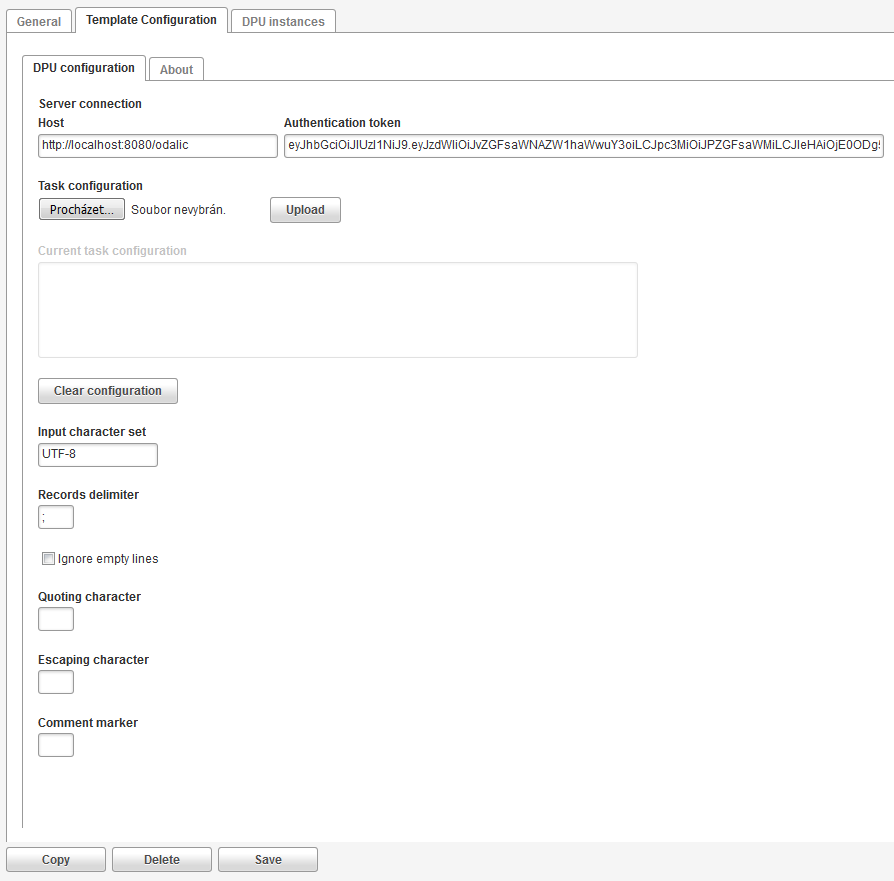 General Template Configuration DPU instances
DPU configuration About
Server connection
Host Authentication token
http://localhost:8080/odalic eyJhbGciOiJIUzI1NiJ9.eyJzdWIiOiJvZGFsaWNAZW1haWwuY3oiLCJpc3MiOiJPZGFsaWMiLCJleHAiOjE0ODg
Task configuration
Procházet... Soubor nevybrán. Upload
Current task configuration
Clear configuration
Input character set
UTF-8
Records delimiter
;
Ignore empty lines
Quoting character
Escaping character
Comment marker
Copy Delete Save